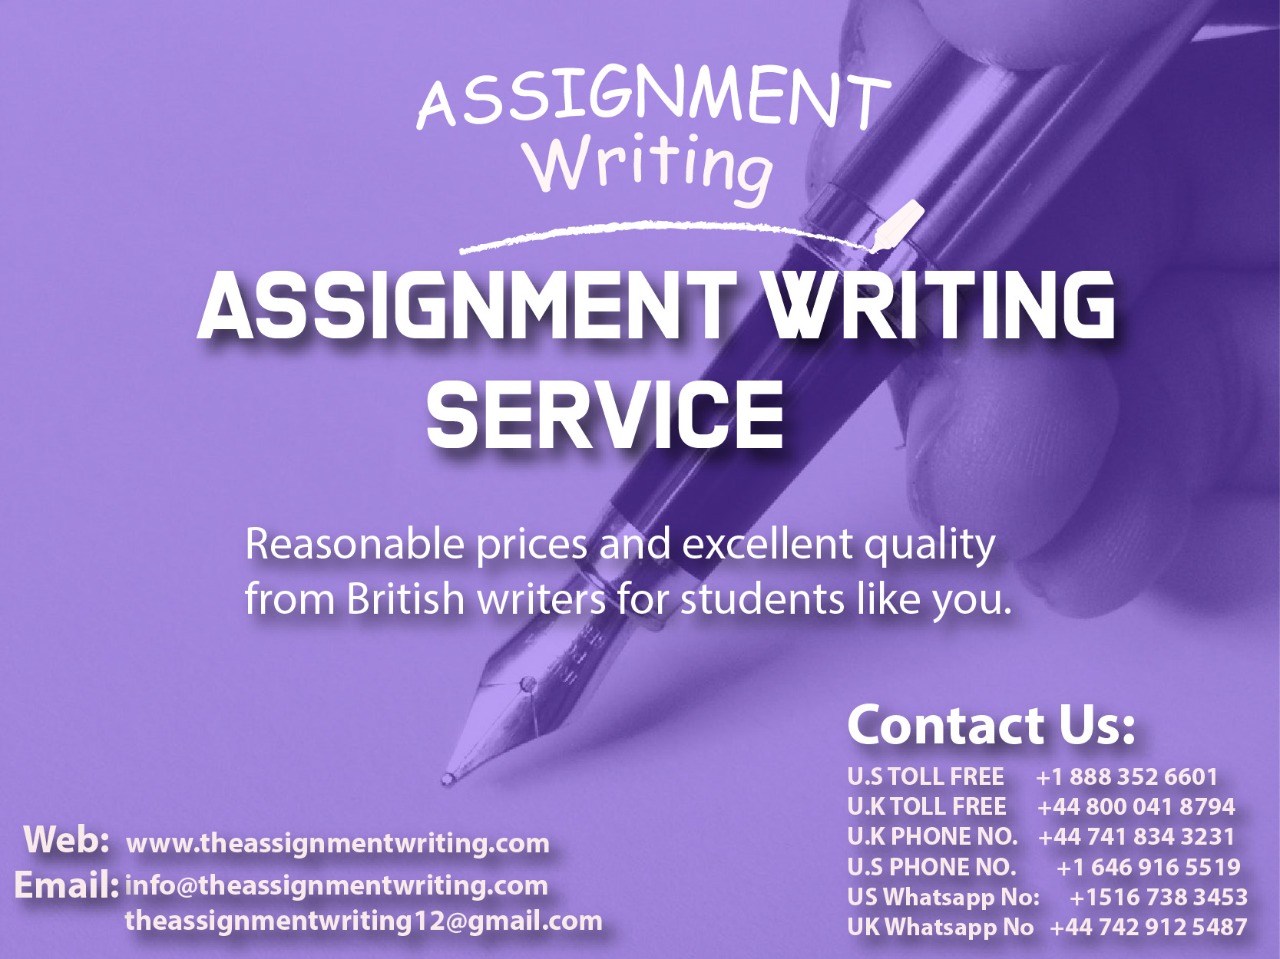 ASSIGNMENT
Writing
ASSIGNMENT WRITING
SERVICE
Reasonable prices and excellent quality
from British writers for students like you.
Contact Us:
U.S TOLL FREE +1 888 352 6601
U.K TOLL FREE +44 800 041 8794
U.K PHONE NO. +44 741 834 3231
U.S PHONE NO. +1 646 916 5519
US Whatsapp No: +1516 738 3453
UK Whatsapp No +44 742 912 5487
Web: www.theassignmentwriting.com
Email: info@theassignmentwriting.com
theassignmentwriting12@gmail.com